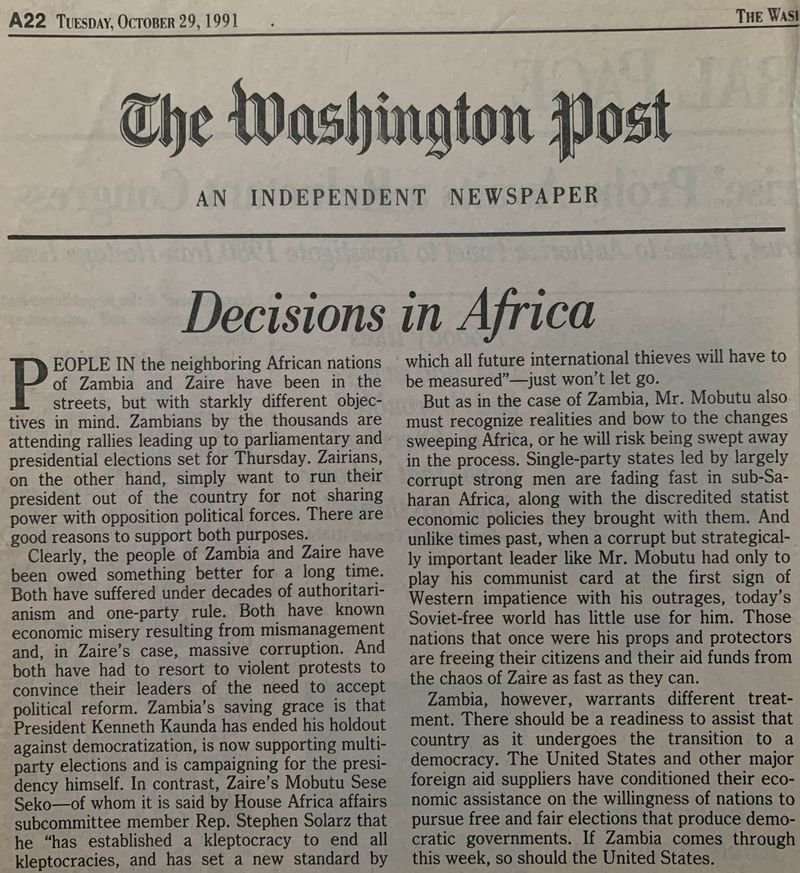 A22 TUESDAY, OCTOBER 29, 1991 .
THE WASI
The Washington Post
AN INDEPENDENT NEWSPAPER
Decisions in Africa
PEOPLE IN the neighboring African nations
of Zambia and Zaire have been in the
streets, but with starkly different objec-
tives in mind. Zambians by the thousands are
attending rallies leading up to parliamentary and
presidential elections set for Thursday. Zairians,
on the other hand, simply want to run their
president out of the country for not sharing
power with opposition political forces. There are
good reasons to support both purposes.
Clearly, the people of Zambia and Zaire have
been owed something better for a long time.
Both have suffered under decades of authoritari-
anism and one-party rule. Both have known
economic misery resulting from mismanagement
and, in Zaire's case, massive corruption. And
both have had to resort to violent protests to
convince their leaders of the need to accept
political reform. Zambia's saving grace is that
President Kenneth Kaunda has ended his holdout
against democratization, is now supporting multi-
party elections and is campaigning for the presi-
dency himself. In contrast, Zaire's Mobutu Sese
Seko—of whom it is said by House Africa affairs
subcommittee member Rep. Stephen Solarz that
he "has established a kleptocracy to end all
kleptocracies, and has set a new standard by
which all future international thieves will have to
be measured"—just won't let go.
But as in the case of Zambia, Mr. Mobutu also
must recognize realities and bow to the changes
sweeping Africa, or he will risk being swept away
in the process. Single-party states led by largely
corrupt strong men are fading fast in sub-Sa-
haran Africa, along with the discredited statist
economic policies they brought with them. And
unlike times past, when a corrupt but strategical-
ly important leader like Mr. Mobutu had only to
play his communist card at the first sign of
Western impatience with his outrages, today's
Soviet-free world has little use for him. Those
nations that once were his props and protectors
are freeing their citizens and their aid funds from
the chaos of Zaire as fast as they can.
Zambia, however, warrants different treat-
ment. There should be a readiness to assist that
country as it undergoes the transition to a
democracy. The United States and other major
foreign aid suppliers have conditioned their eco-
nomic assistance on the willingness of nations to
pursue free and fair elections that produce demo-
cratic governments. If Zambia comes through
this week, so should the United States.